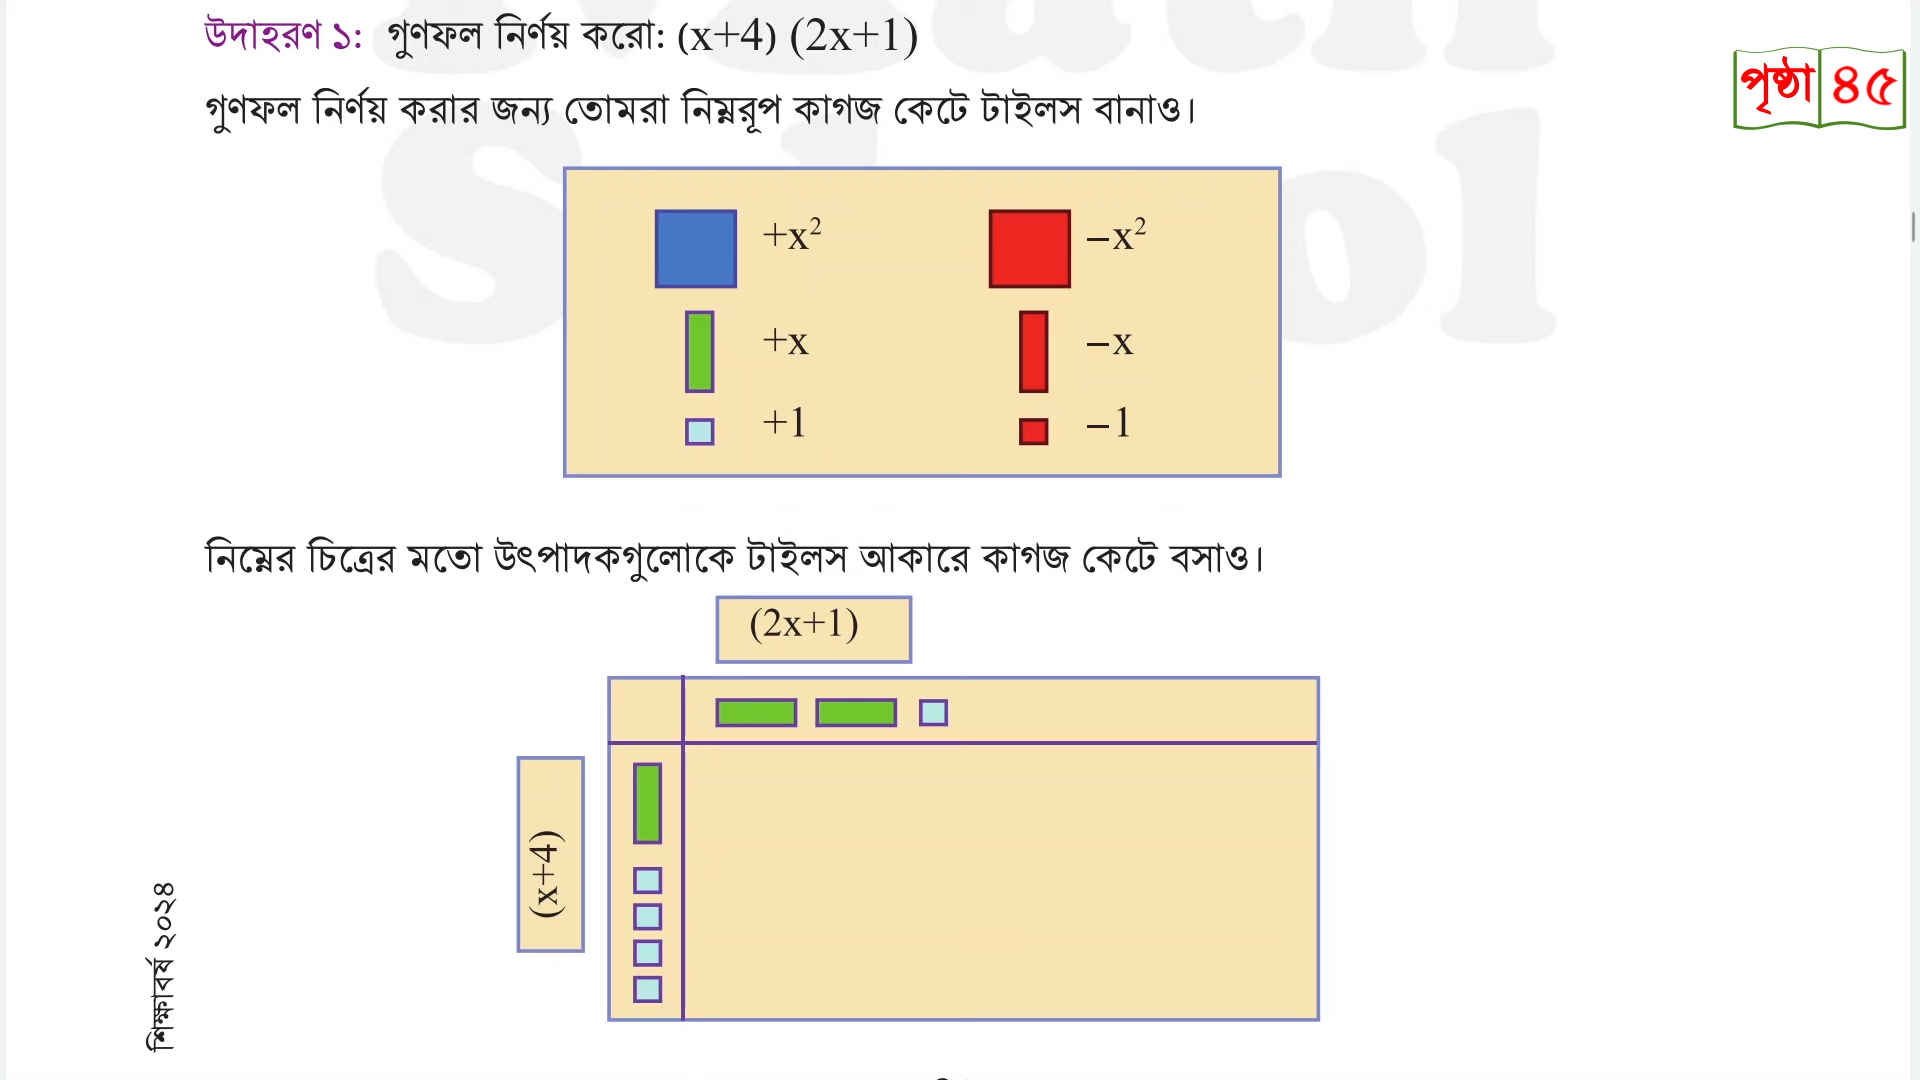 উদাহরণ ১: গুণফল নির্ণয় করো: (x+4) (2x+1)
পৃষ্ঠা ৪৫
গুণফল নির্ণয় করার জন্য তোমরা নিম্নরূপ কাগজ কেটে টাইলস বানাও।
+x² –x²
+x –x
+1 –1
নিম্নের চিত্রের মতো উৎপাদকগুলোকে টাইলস আকারে কাগজ কেটে বসাও।
(2x+1)
(x+4)
শিক্ষাবর্ষ ২০২৪